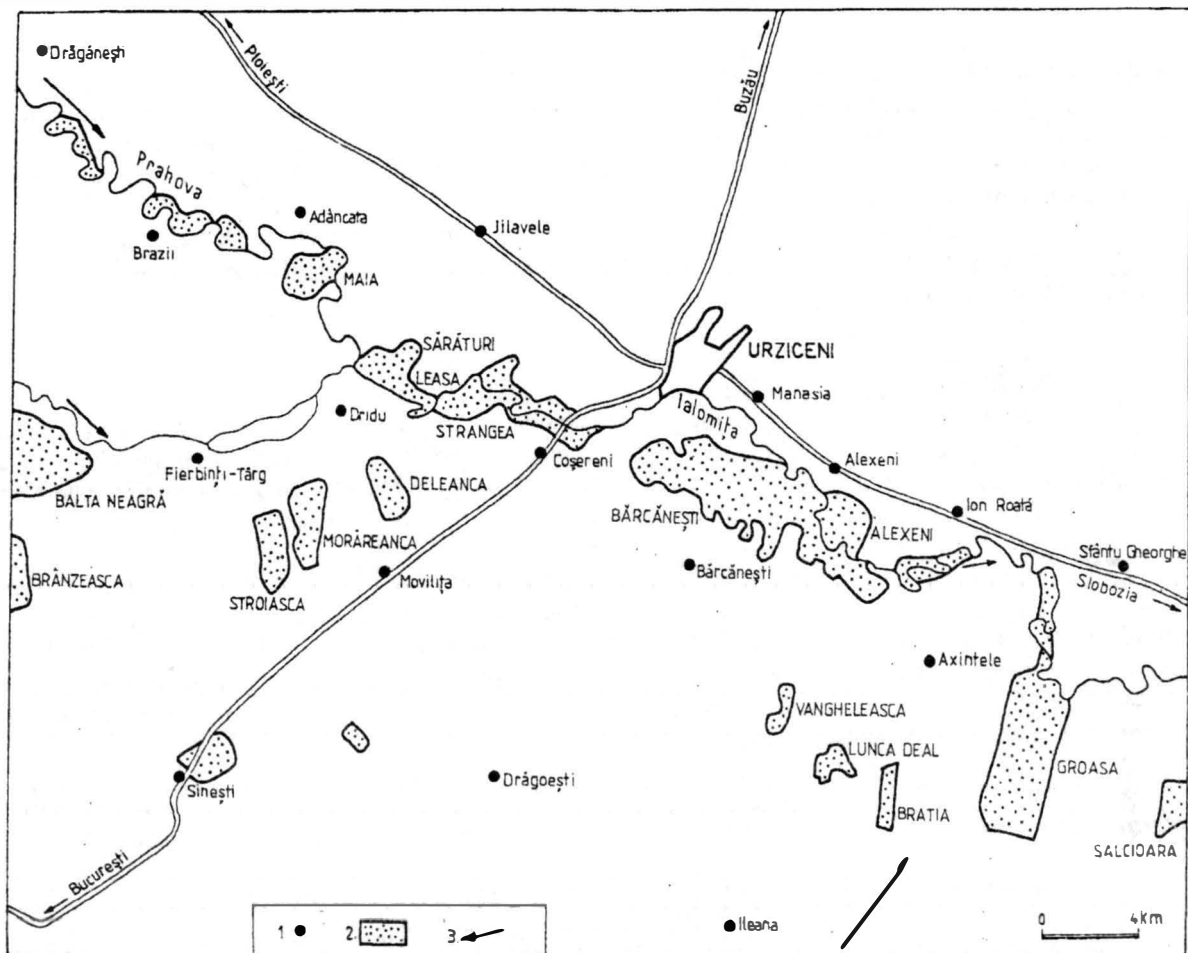 Drăgănești
Ploiești
Buzău
Prahova
Adâncata
Jilavele
Brazii
MAIA
SĂRĂTURI
URZICENI
LEASA
Manasia
Ialomița
Dridu
STRANGEA
Coșereni
Alexeni
Fierbinți-Târg
DELEANCA
BALTA NEAGRĂ
Ion Roată
BĂRCĂNEȘTI
ALEXENI
MORĂREANCA
Sfântu Gheorghe
BRÂNZEASCA
Movilița
Bărcănești
Slobozia
STROIASCA
Axintele
VANGHELEASCA
LUNCA DEAL
GROASA
Sinești
Drăgoești
BRATIA
SALCIOARA
București
1. 2. 3.
Ileana
0 4km